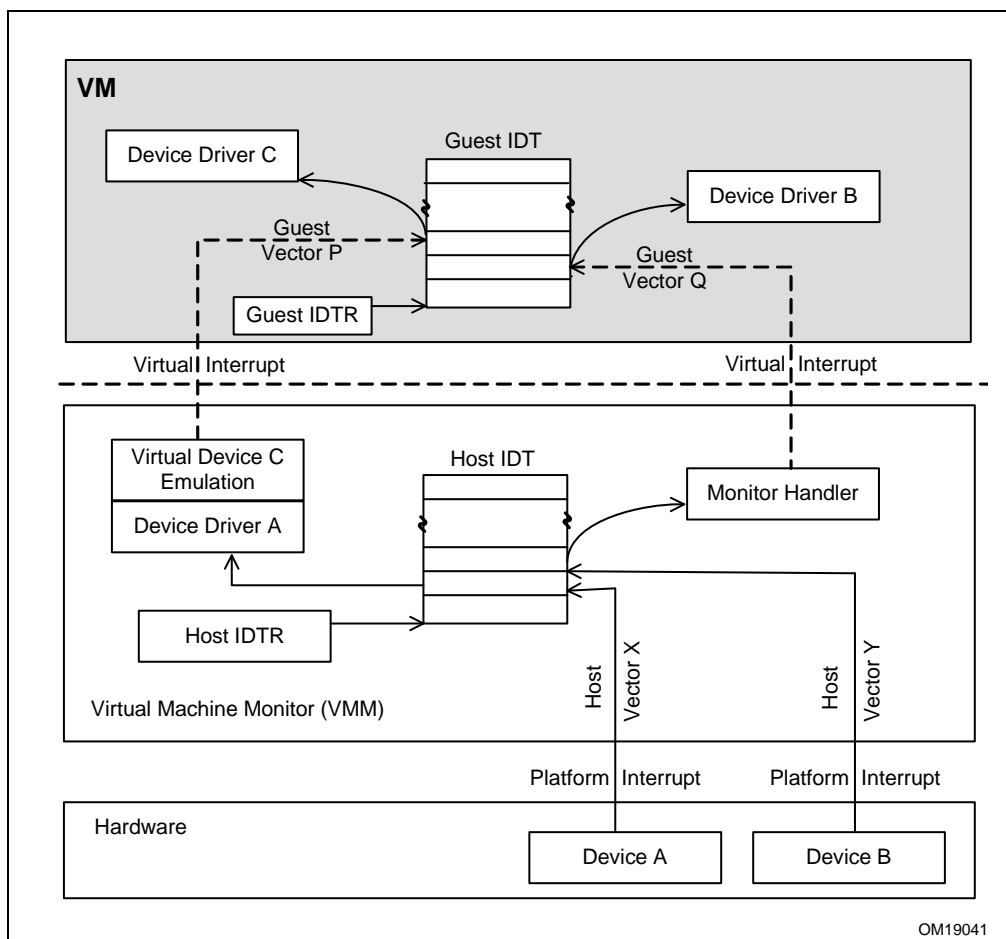 VM
Device Driver C
Guest IDT
Device Driver B
Guest
Vector P
Guest
Vector Q
Guest IDTR
Virtual Interrupt
Virtual Interrupt
Virtual Device C
Emulation
Device Driver A
Host IDT
Monitor Handler
Host IDTR
Host
Vector X
Host
Vector Y
Virtual Machine Monitor (VMM)
Platform Interrupt
Platform Interrupt
Hardware
Device A
Device B
OM19041